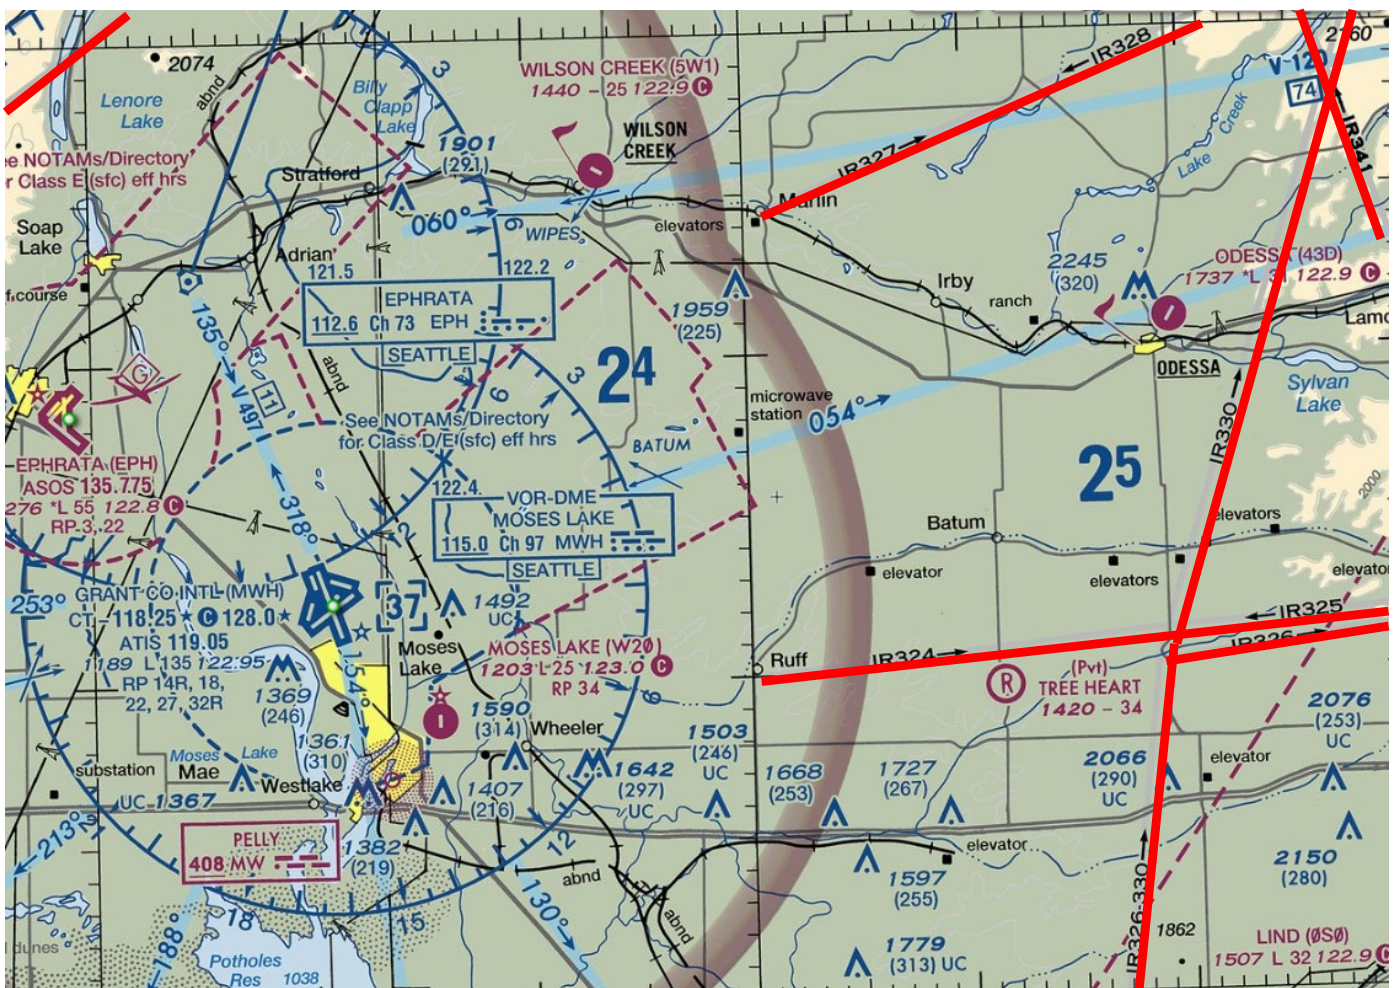 2074
Lenore
Lake
abnd
Billy
Clapp
Lake
3
WILSON CREEK (5W1)
1440 - 25 122.9 C
WILSON
CREEK
IR328
IR327
2160
V-120
74
IR341
Creek
Lake
ee NOTAMs/Directory
r Class E (sfc) eff hrs
1901
(291)
Stratford
060°
6
WIPES
Marlin
elevators
Soap
Lake
Adrian
121.5
122.2
EPHRATA
112.6 Ch 73 EPH
SEATTLE
f.course
135°
V 497
11
abnd
1959
(225)
2245
(320)
Irby
ranch
ODESSA (43D)
1737 *L 31 122.9 C
Lamo
ODESSA
Sylvan
Lake
24
3
9
microwave
station
054°
G
See NOTAMs/Directory
for Class D/E (sfc) eff hrs
BATUM
IR330
25
2000
EPHRATA (EPH)
ASOS 135.775
276 *L 55 122.8 C
RP 3, 22
318°
2
122.4
VOR-DME
MOSES LAKE
115.0 Ch 97 MWH
SEATTLE
Batum
elevators
elevator
elevators
elevator
253°
GRANT CO INTL (MWH)
CT - 118.25 ★ C 128.0 ★
ATIS 119.05
1189 L 135 122.95
RP 14R, 18,
22, 27, 32R
37
1492
UC
Moses
Lake
MOSES LAKE (W20)
1203 L 25 123.0 C
RP 34
6
154°
1369
(246)
Ruff
IR324
IR325
IR326
R
(Pvt)
TREE HEART
1420 - 34
1590
(314)
Wheeler
1361
(310)
Moses Lake
substation
Mae
Westlake
UC 1367
1407
(216)
1642
(297)
UC
1503
(246)
UC
1668
(253)
1727
(267)
2066
(290)
UC
elevator
2076
(253)
UC
213°
21
PELLY
408 MW
1382
(219)
12
abnd
elevator
1597
(255)
2150
(280)
18
15
130°
abnd
188°
dunes
Potholes
Res
1038
1779
(313) UC
IR326-330
1862
LIND (0S0)
1507 L 32 122.9 C